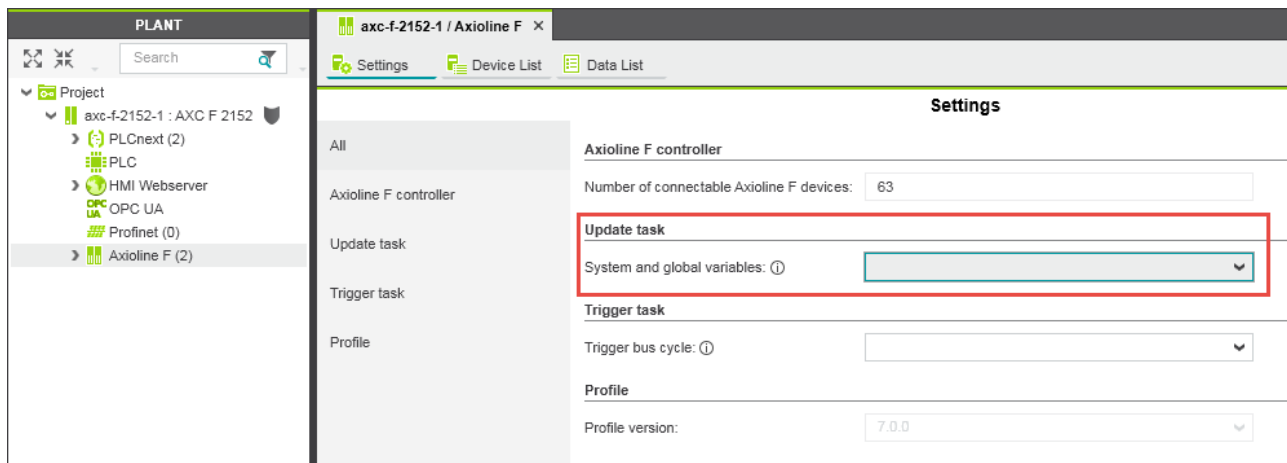 PLANT
axc-f-2152-1 / Axioline F
Search
Settings
Device List
Data List
Project
axc-f-2152-1 : AXC F 2152
PLCnext (2)
PLC
HMI Webserver
OPC UA OPC UA
Profinet (0)
Axioline F (2)
Settings
All
Axioline F controller
Update task
Trigger task
Profile
Axioline F controller
Number of connectable Axioline F devices: 63
Update task
System and global variables:
Trigger task
Trigger bus cycle:
Profile
Profile version: 7.0.0